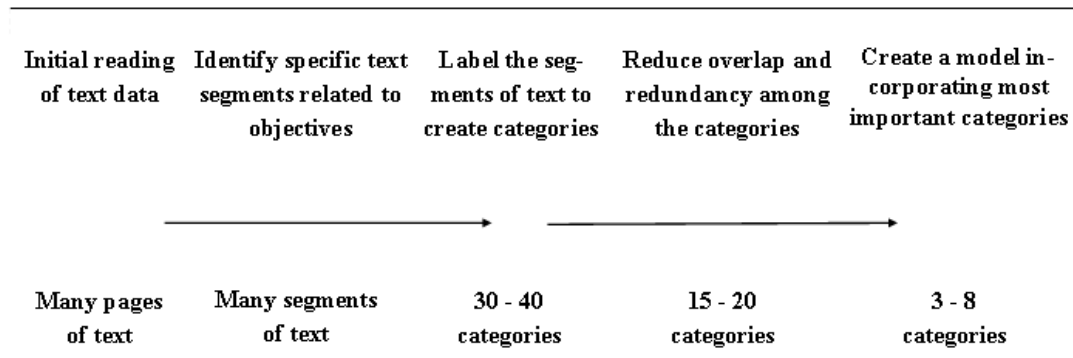 Initial reading
of text data
Identify specific text
segments related to
objectives
Label the seg-
ments of text to
create categories
Reduce overlap and
redundancy among
the categories
Create a model in-
corporating most
important categories
Many pages
of text
Many segments
of text
30 - 40
categories
15 - 20
categories
3 - 8
categories